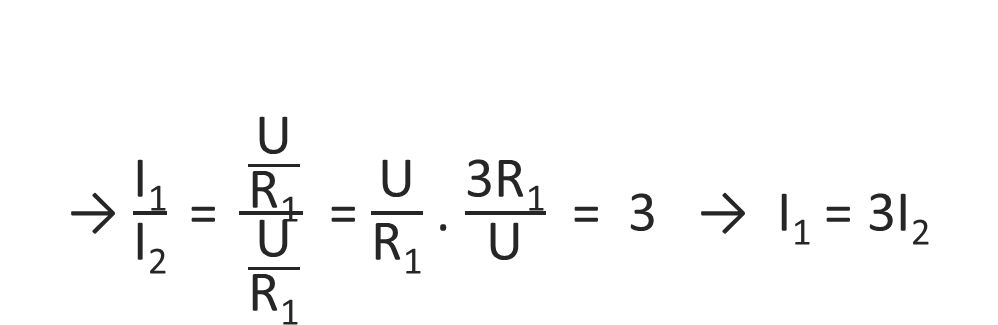 → I₁/I₂ = (U/R₁)/(U/R₁) = U/R₁ . 3R₁/U = 3 → I₁ = 3I₂